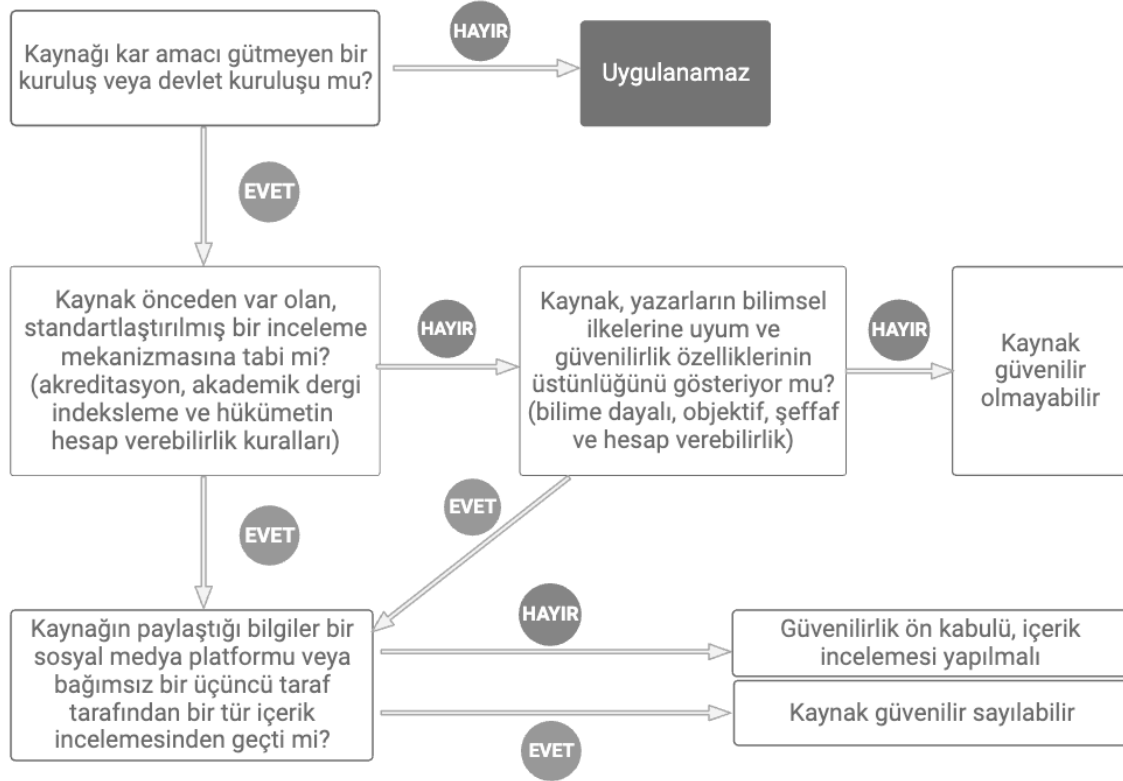 Kaynağı kar amacı gütmeyen bir
kuruluş veya devlet kuruluşu mu?
HAYIR
Uygulanamaz
EVET
Kaynak önceden var olan,
standartlaştırılmış bir inceleme
mekanizmasına tabi mi?
(akreditasyon, akademik dergi
indeksleme ve hükümetin
hesap verebilirlik kuralları)
HAYIR
Kaynak, yazarların bilimsel
ilkelerine uyum ve
güvenilirlik özelliklerinin
üstünlüğünü gösteriyor mu?
(bilime dayalı, objektif, şeffaf
ve hesap verebilirlik)
HAYIR
Kaynak
güvenilir
olmayabilir
EVET
EVET
Kaynağın paylaştığı bilgiler bir
sosyal medya platformu veya
bağımsız bir üçüncü taraf
tarafından bir tür içerik
incelemesinden geçti mi?
HAYIR
Güvenilirlik ön kabulü, içerik
incelemesi yapılmalı
EVET
Kaynak güvenilir sayılabilir